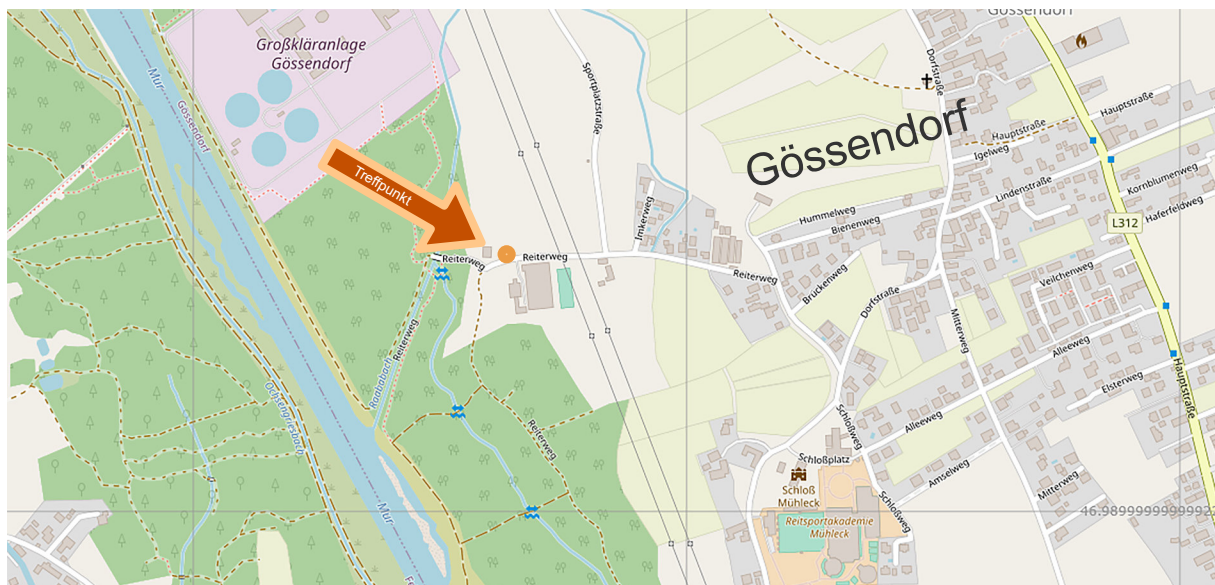 Gössendorf
Großkläranlage
Gössendorf
Mur
Gössendorf
Sportplatzstraße
Dorfstraße
Hauptstraße
Hauptstraße
Igelweg
Gössendorf
Treffpunkt
Lindenstraße
Kornblumenweg
Haferfeldweg
Imkerweg
Hummelweg
Bienenweg
L312
Reiterweg
Reiterweg
Reiterweg
Brückenweg
Veilchenweg
Dorfstraße
Mitterweg
Reiterweg
Alleeweg
Raababach
Ochsengriesbach
Elsterweg
Hauptstraße
Reiterweg
Schloßweg
Alleeweg
Schloßplatz
Amselweg
Mitterweg
Schloß
Mühleck
Schloßweg
Mur
Reitsportakademie
Mühleck
46.9899999999992